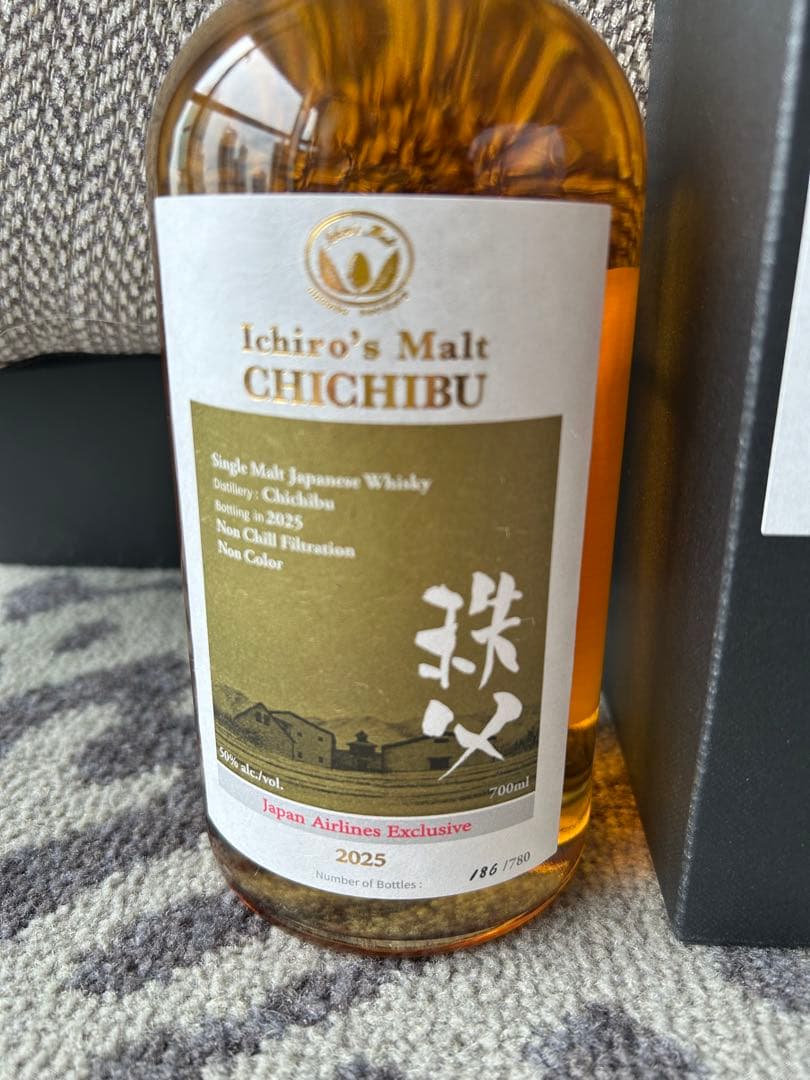 Ichiro's Malt
CHICHIBU
Single Malt Japanese Whisky
Distillery : Chichibu
Bottling in 2025
Non Chill Filtration
Non Color
秩父
50% alc./vol.
700ml
Japan Airlines Exclusive
2025
Number of Bottles : 186 /780